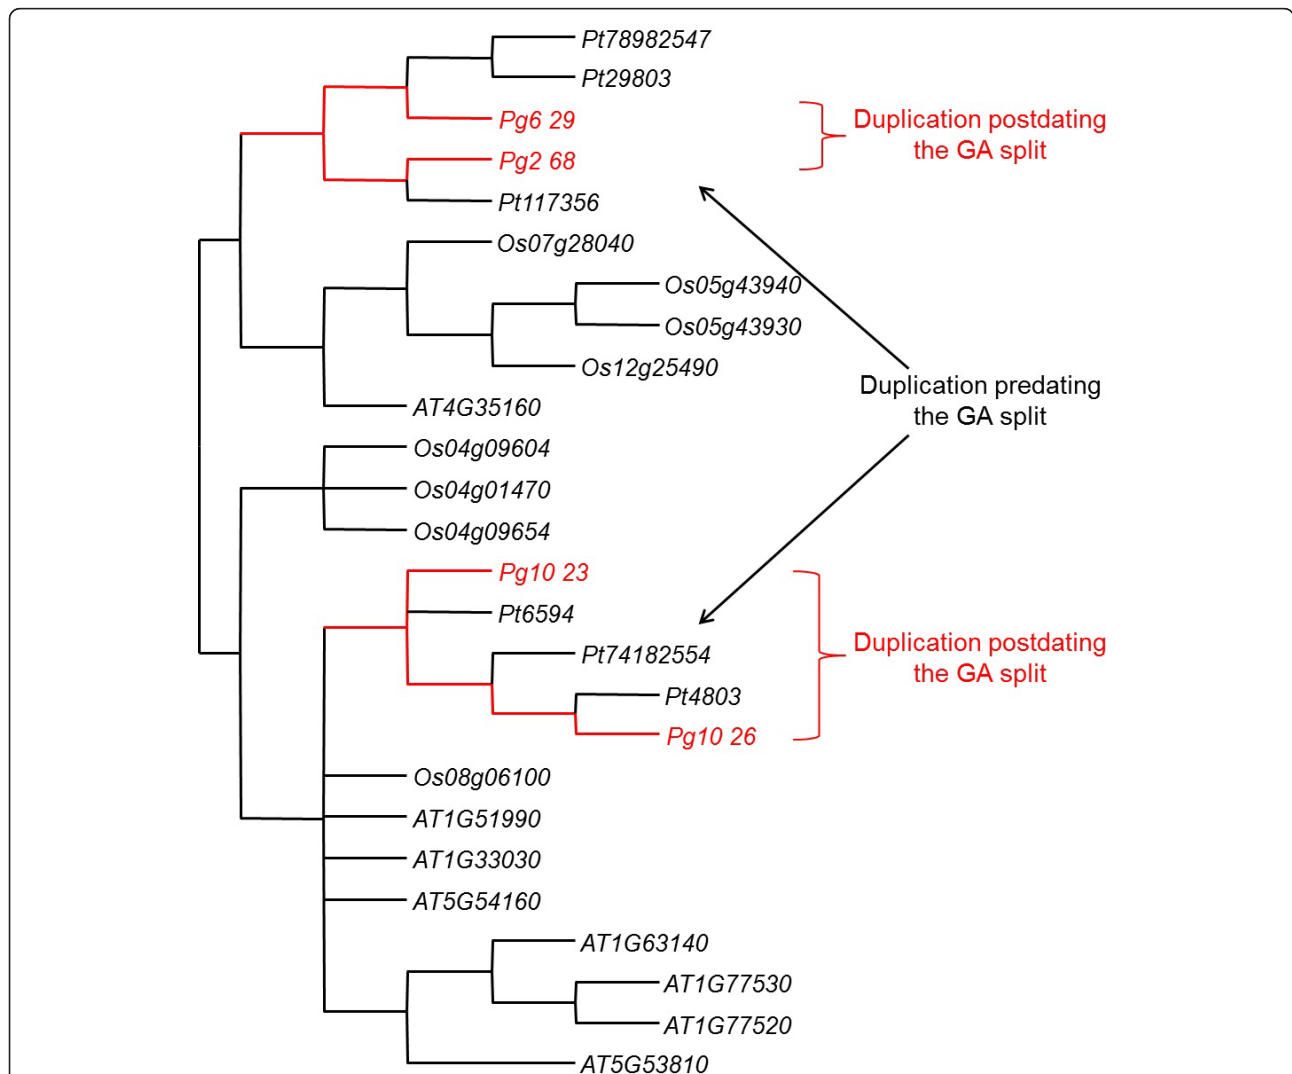 Pt78982547
Pt29803
Pg6 29
Duplication postdating
the GA split
Pg2 68
Pt117356
Os07g28040
Os05g43940
Os05g43930
Os12g25490
Duplication predating
the GA split
AT4G35160
Os04g09604
Os04g01470
Os04g09654
Pg10 23
Pt6594
Duplication postdating
the GA split
Pt74182554
Pt4803
Pg10 26
Os08g06100
AT1G51990
AT1G33030
AT5G54160
AT1G63140
AT1G77530
AT1G77520
AT5G53810